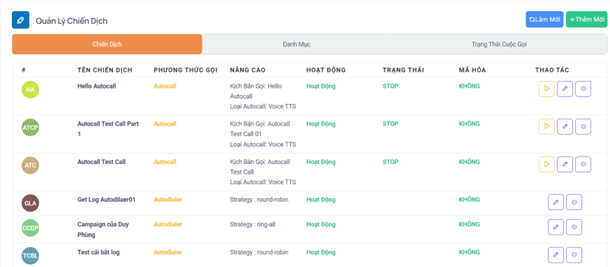 Quản Lý Chiến Dịch
Làm Mới
+Thêm Mới
Chiến Dịch
Danh Mục
Trạng Thái Cuộc Gọi
# TÊN CHIẾN DỊCH PHƯƠNG THỨC GỌI NÂNG CAO HOẠT ĐỘNG TRẠNG THÁI MÃ HÓA THAO TÁC
HA Hello Autocall Autocall Kịch Bản Gọi: Hello Hoạt Động STOP KHÔNG
Autocall
Loại Autocall: Voice TTS
ATCP Autocall Test Call Part Autocall Kịch Bản Gọi: Autocall Hoạt Động STOP KHÔNG
1 Test Call 01
Loại Autocall: Voice TTS
ATC Autocall Test Call Autocall Kịch Bản Gọi: Autocall Hoạt Động STOP KHÔNG
Test Call
Loại Autocall: Voice TTS
GLA Get Log Autodilaer01 Autodialer Strategy : round-robin Hoạt Động KHÔNG
CCDP Campaign của Duy Autodialer Strategy : ring-all Hoạt Động KHÔNG
Phùng
TCBL Test cái bắt log Autodialer Strategy : round-robin Hoạt Động KHÔNG